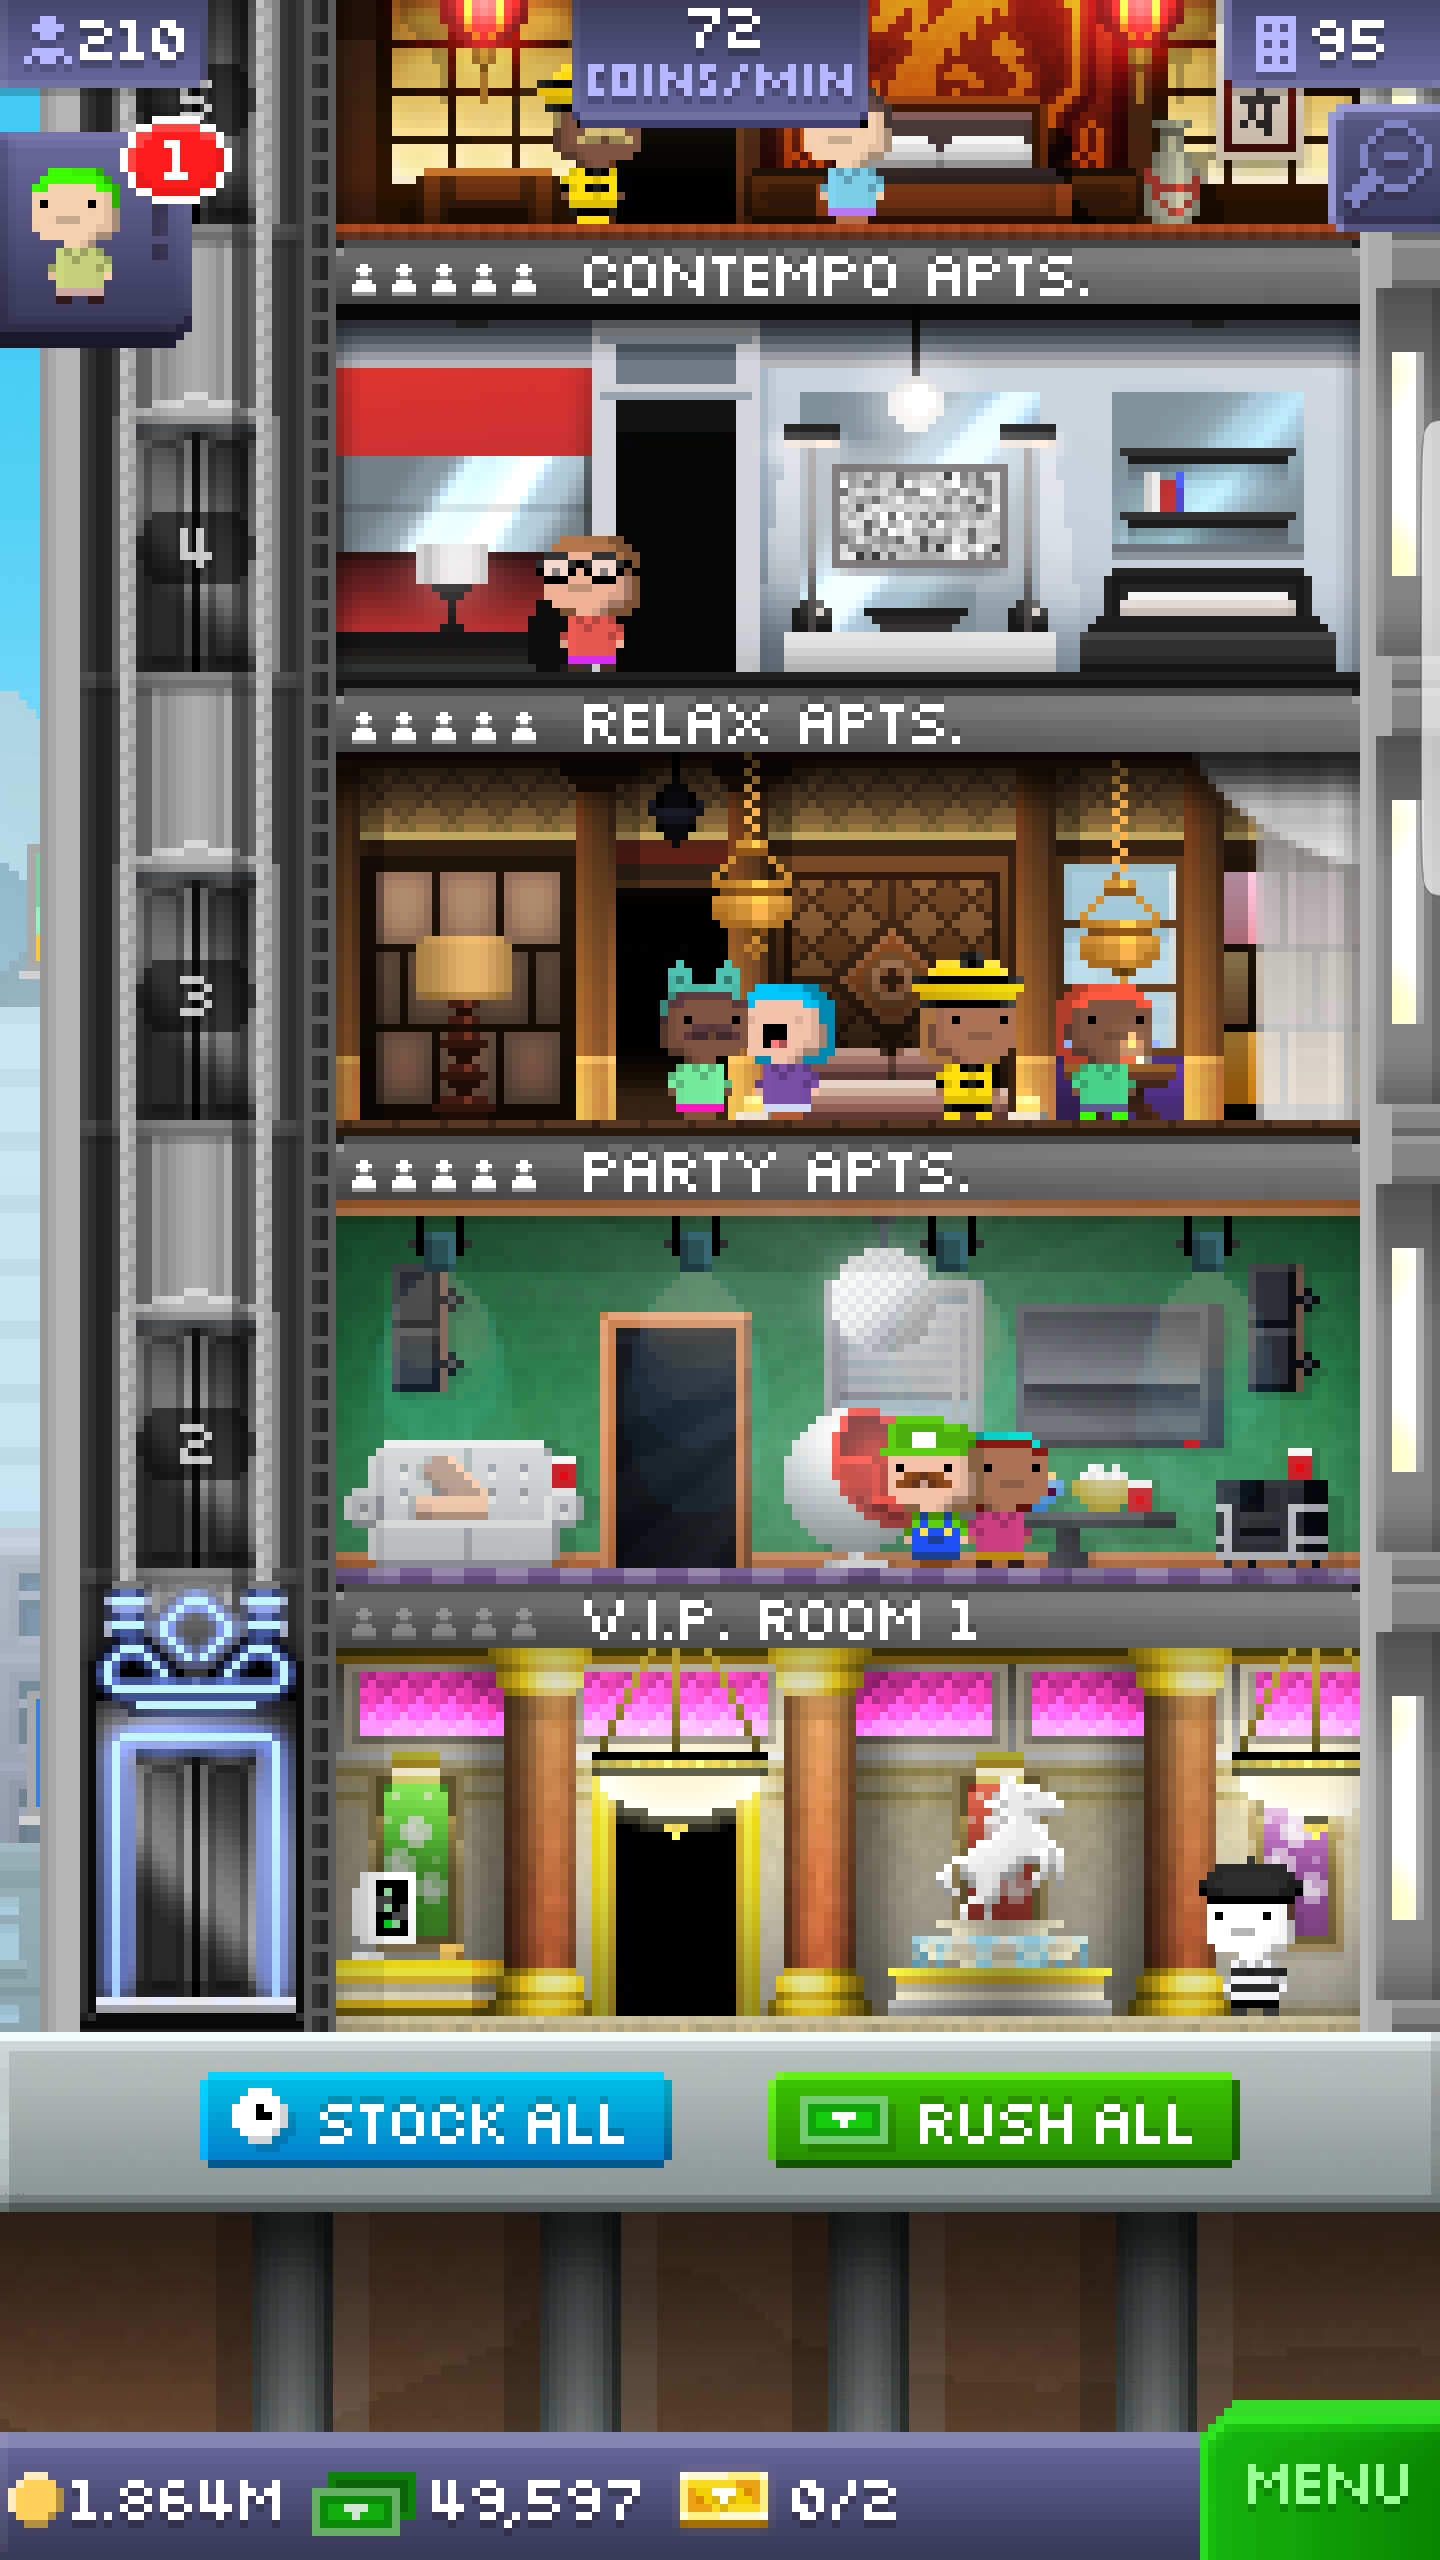 210
72
COINS/MIN
95
5
1
CONTEMPO APTS.
4
RELAX APTS.
3
PARTY APTS.
2
V.I.P. ROOM 1
STOCK ALL
RUSH ALL
1.864M
49,597
0/2
MENU